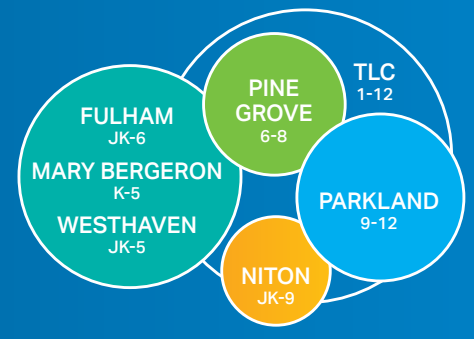 FULHAM
JK-6
MARY BERGERON
K-5
WESTHAVEN
JK-5
PINE
GROVE
6-8
TLC
1-12
PARKLAND
9-12
NITON
JK-9